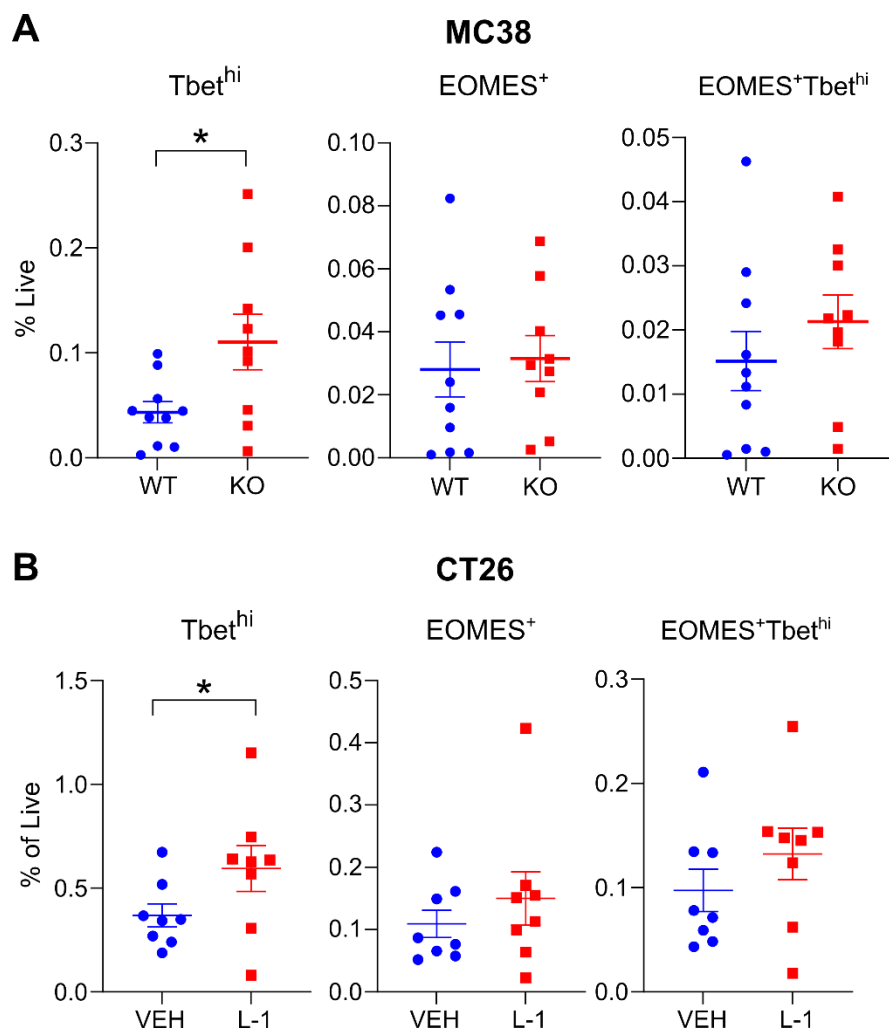 A
MC38
Tbet^hi
EOMES⁺
EOMES⁺Tbet^hi
% Live
0.3
0.2
0.1
0.0
*
WT
KO
0.10
0.08
0.06
0.04
0.02
0.00
WT
KO
0.05
0.04
0.03
0.02
0.01
0.00
WT
KO
B
CT26
Tbet^hi
EOMES⁺
EOMES⁺Tbet^hi
% of Live
1.5
1.0
0.5
0.0
*
VEH
L-1
0.5
0.4
0.3
0.2
0.1
0.0
VEH
L-1
0.3
0.2
0.1
0.0
VEH
L-1